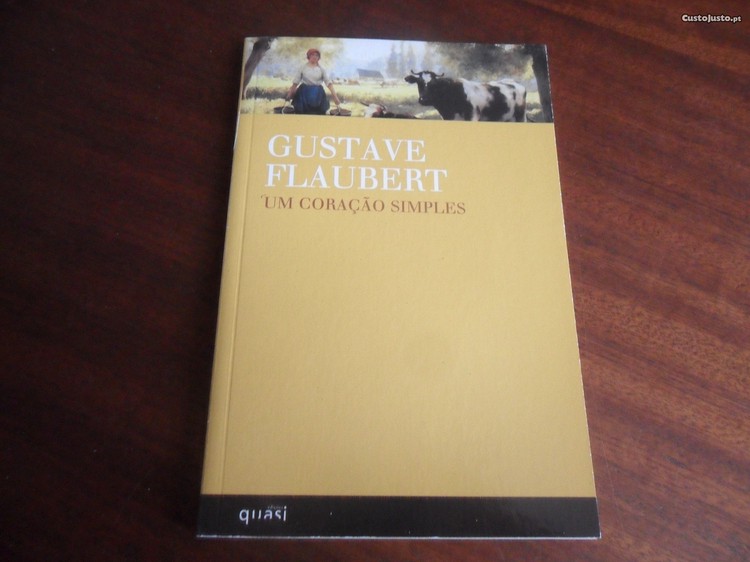 CustoJusto.pt
GUSTAVE
FLAUBERT
UM CORAÇÃO SIMPLES
quasi